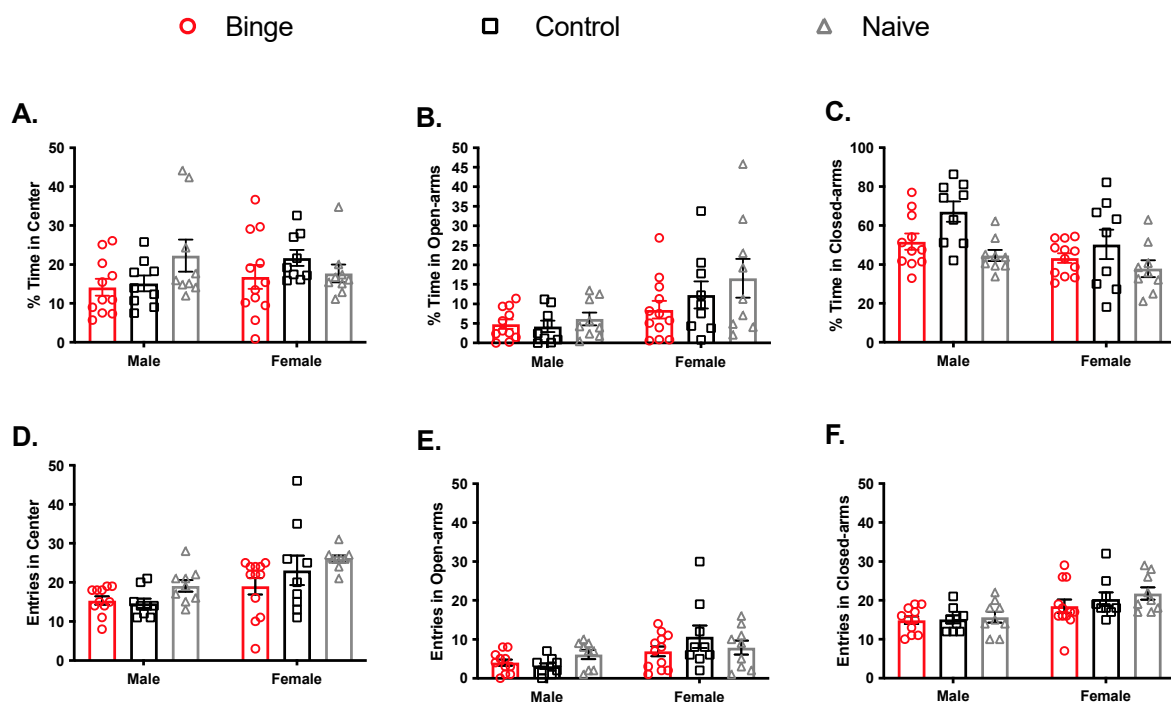 Binge Control Naive
A.
% Time in Center
50
40
30
20
10
0
Male Female
B.
% Time in Open-arms
50
45
40
35
30
25
20
15
10
5
0
Male Female
C.
% Time in Closed-arms
100
80
60
40
20
0
Male Female
D.
Entries in Center
50
40
30
20
10
0
Male Female
E.
Entries in Open-arms
50
40
30
20
10
0
Male Female
F.
Entries in Closed-arms
50
40
30
20
10
0
Male Female